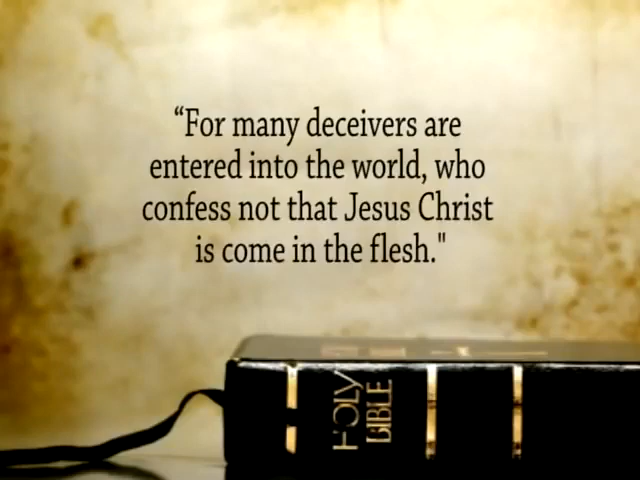 “For many deceivers are
entered into the world, who
confess not that Jesus Christ
is come in the flesh."
HOLY
BIBLE